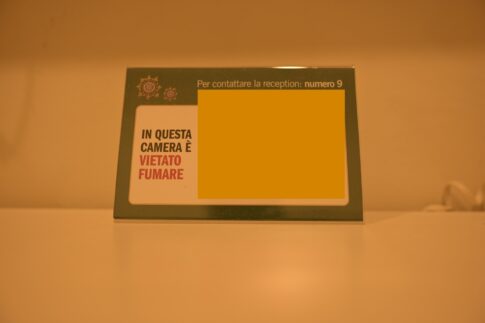 Per contattare la reception: numero 9
IN QUESTA
CAMERA È
VIETATO
FUMARE